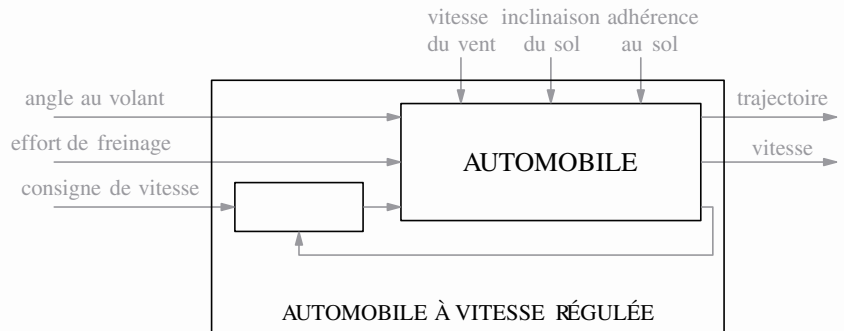 vitesse inclinaison adhérence
du vent du sol au sol
angle au volant
trajectoire
effort de freinage
vitesse
AUTOMOBILE
consigne de vitesse
AUTOMOBILE À VITESSE RÉGULÉE